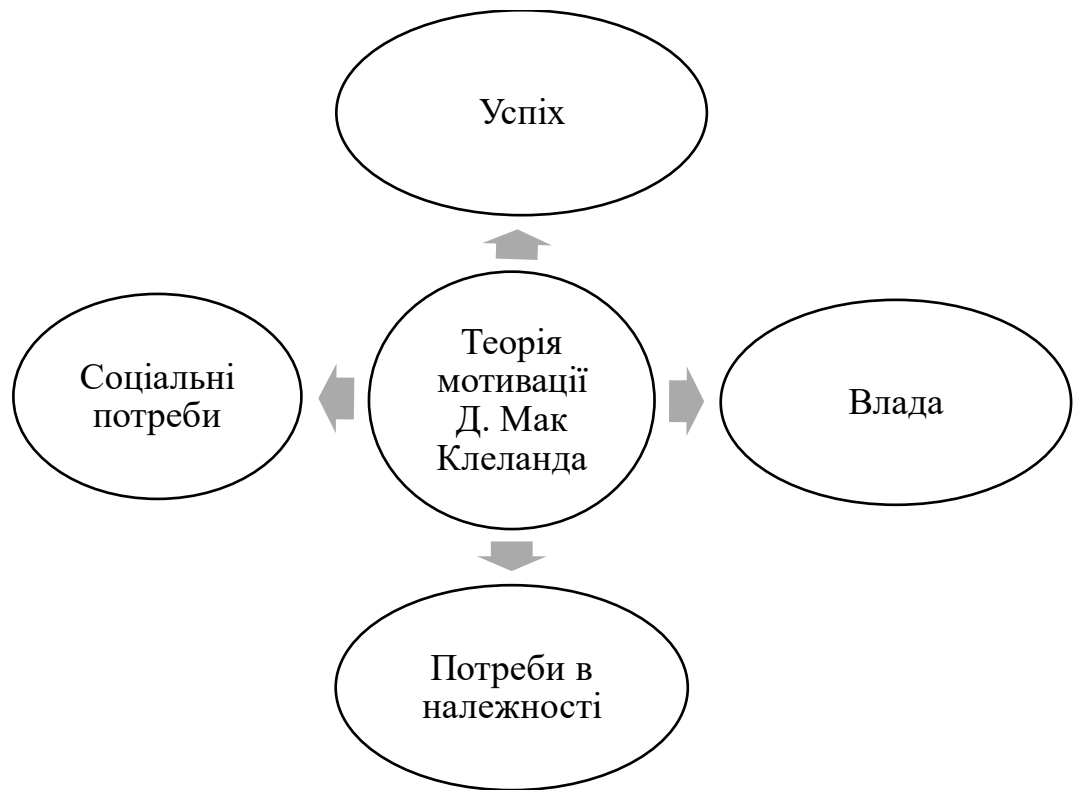 Успіх
Соціальні
потреби
Теорія
мотивації
Д. Мак
Клеланда
Влада
Потреби в
належності